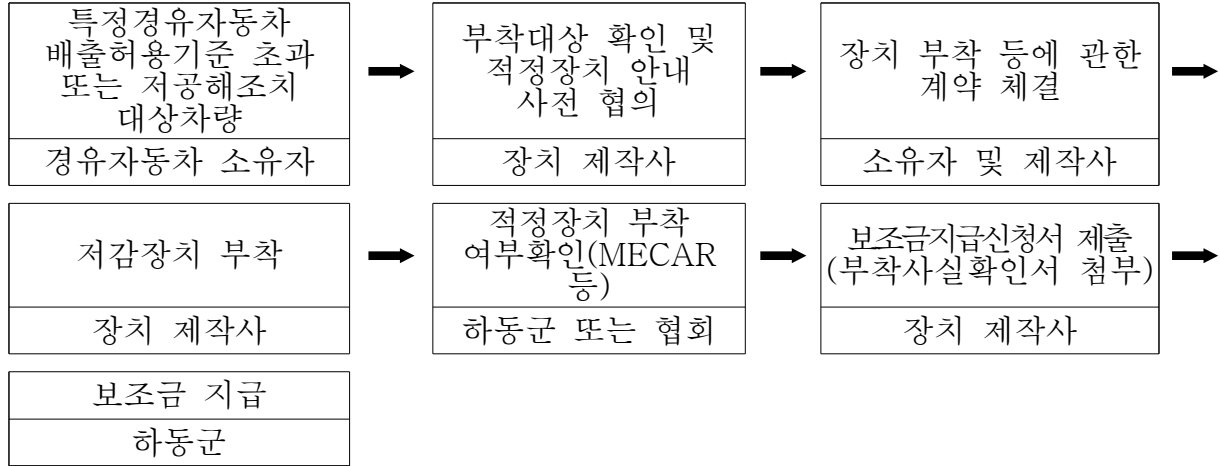 특정경유자동차
배출허용기준 초과
또는 저공해조치
대상차량
경유자동차 소유자
부착대상 확인 및
적정장치 안내
사전 협의
장치 제작사
장치 부착 등에 관한
계약 체결
소유자 및 제작사
저감장치 부착
장치 제작사
적정장치 부착
여부확인(MECAR
등)
하동군 또는 협회
보조금지급신청서 제출
(부착사실확인서 첨부)
장치 제작사
보조금 지급
하동군